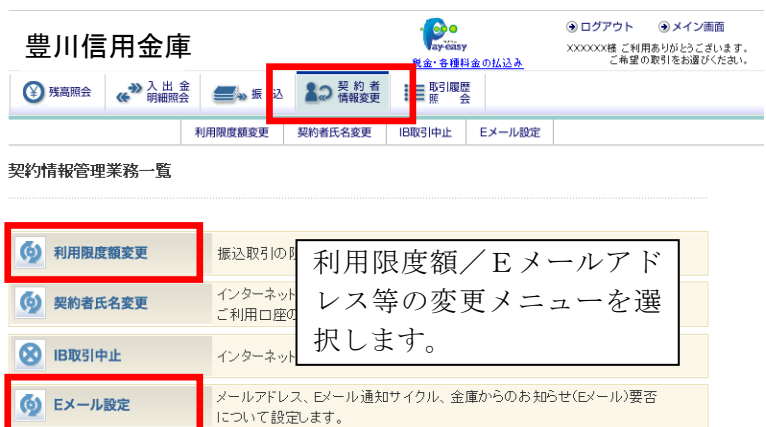 豊川信用金庫
Pay-easy
税金・各種料金の払込み
ログアウト メイン画面
XXXXXX様 ご利用ありがとうございます。
ご希望の取引をお選びください。
残高照会
入出金
明細照会
振 込
契約者
情報変更
取引履歴
照会
利用限度額変更 契約者氏名変更 IB取引中止 Eメール設定
契約情報管理業務一覧
利用限度額変更
振込取引の
契約者氏名変更
インターネット
ご利用口座の
IB取引中止
インターネット
利用限度額／Eメールアド
レス等の変更メニューを選
択します。
Eメール設定
メールアドレス、Eメール通知サイクル、金庫からのお知らせ(Eメール)要否
について設定します。